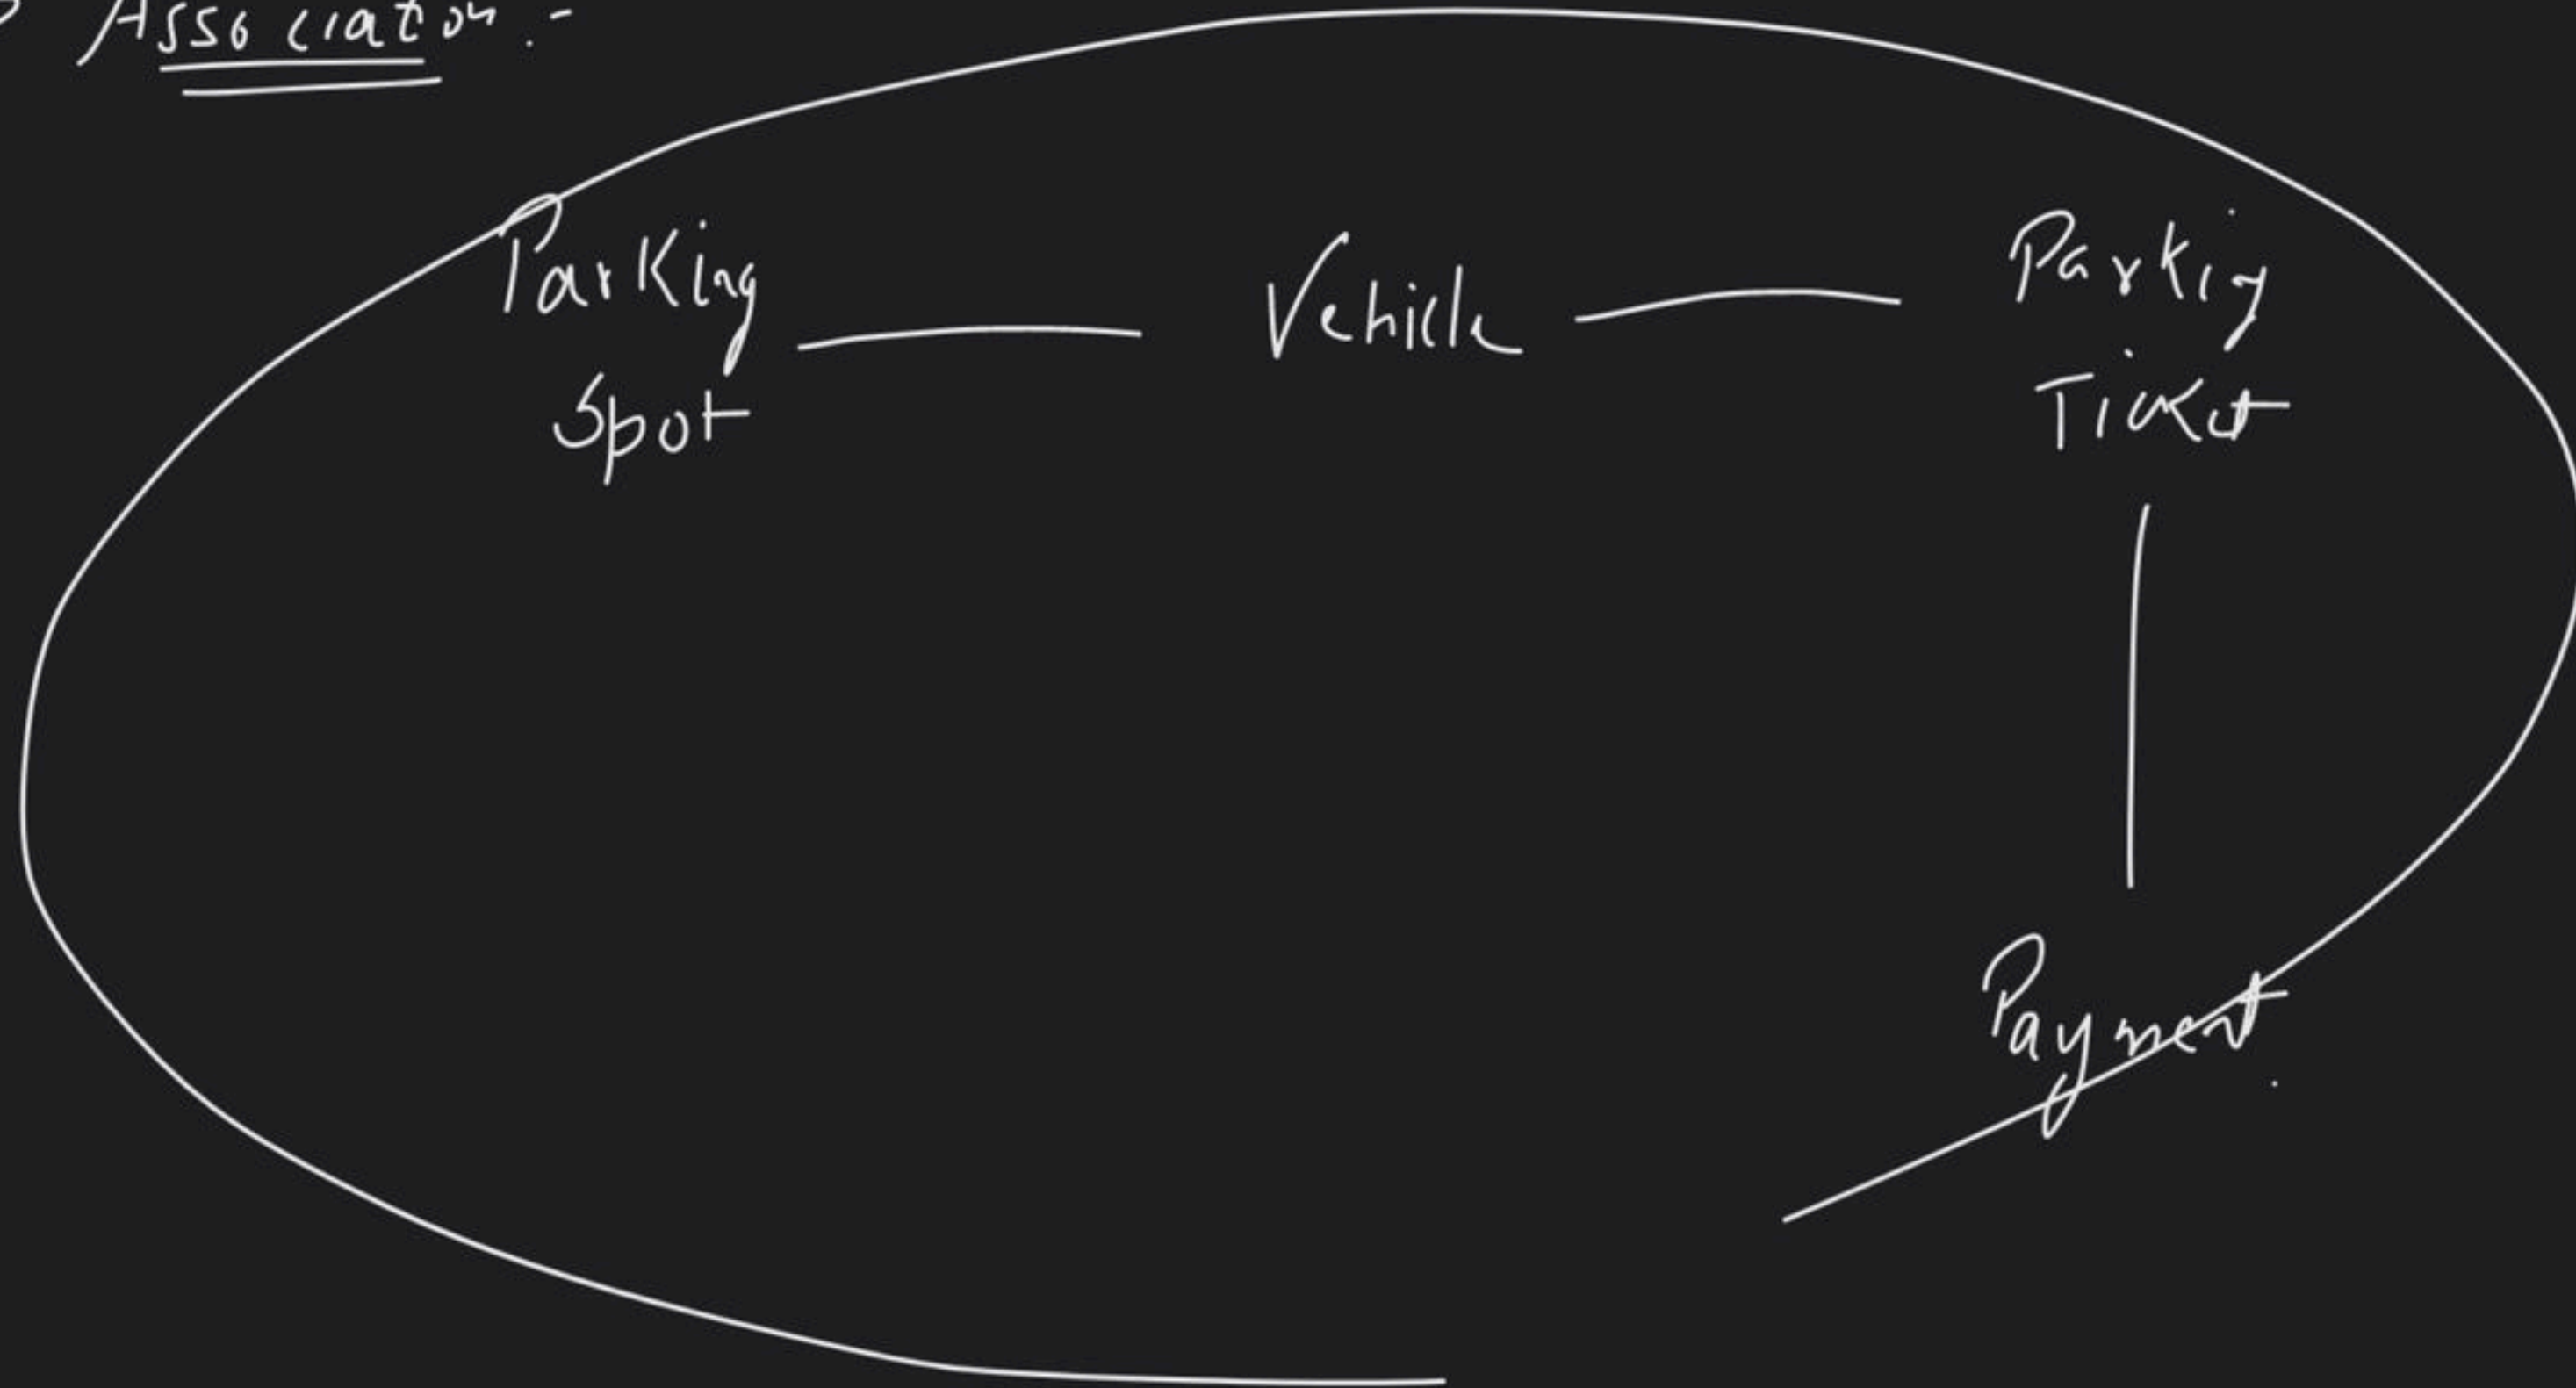 Association :-
Parking
Spot
Vehicle
Parking
Ticket
Payment